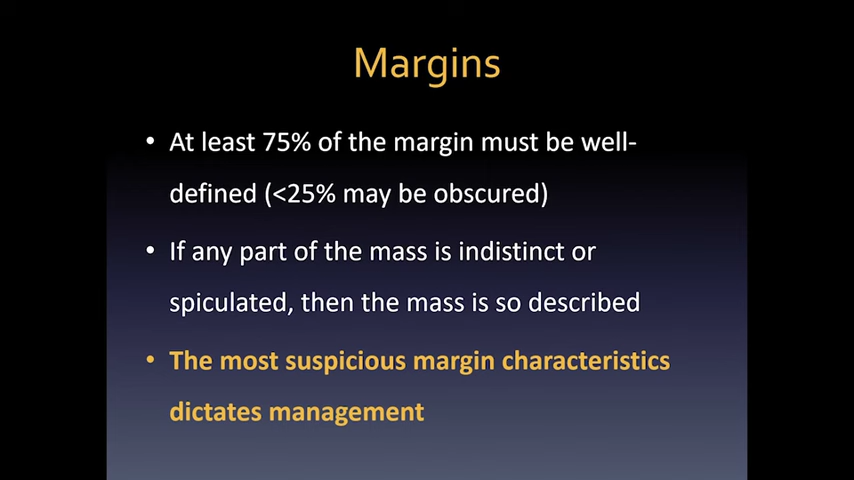 Margins
• At least 75% of the margin must be well-
defined (<25% may be obscured)
• If any part of the mass is indistinct or
spiculated, then the mass is so described
• The most suspicious margin characteristics
dictates management